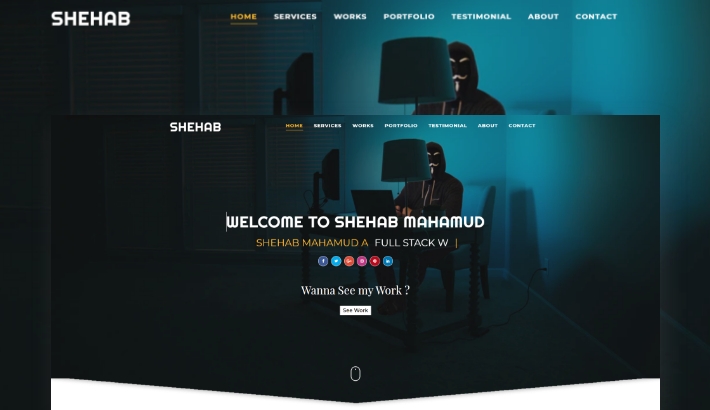 SHEHAB HOME SERVICES WORKS PORTFOLIO TESTIMONIAL ABOUT CONTACT
SHEHAB HOME SERVICES WORKS PORTFOLIO TESTIMONIAL ABOUT CONTACT
WELCOME TO SHEHAB MAHAMUD
SHEHAB MAHAMUD A FULL STACK W |
Wanna See my Work ?
See Work